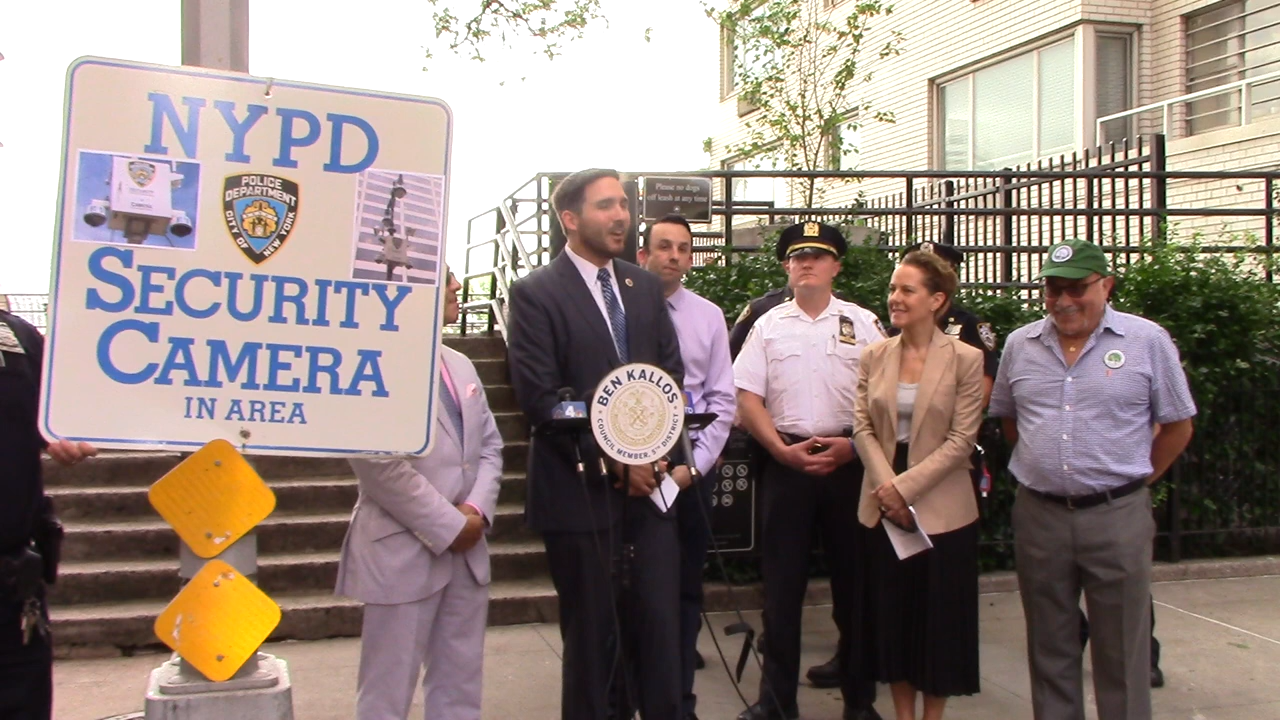 NYPD
POLICE
DEPARTMENT
CITY OF
NEW YORK
SECURITY
CAMERA
IN AREA
Please no dogs
off leash at any time
BEN KALLOS
COUNCIL MEMBER, 5TH DISTRICT
4